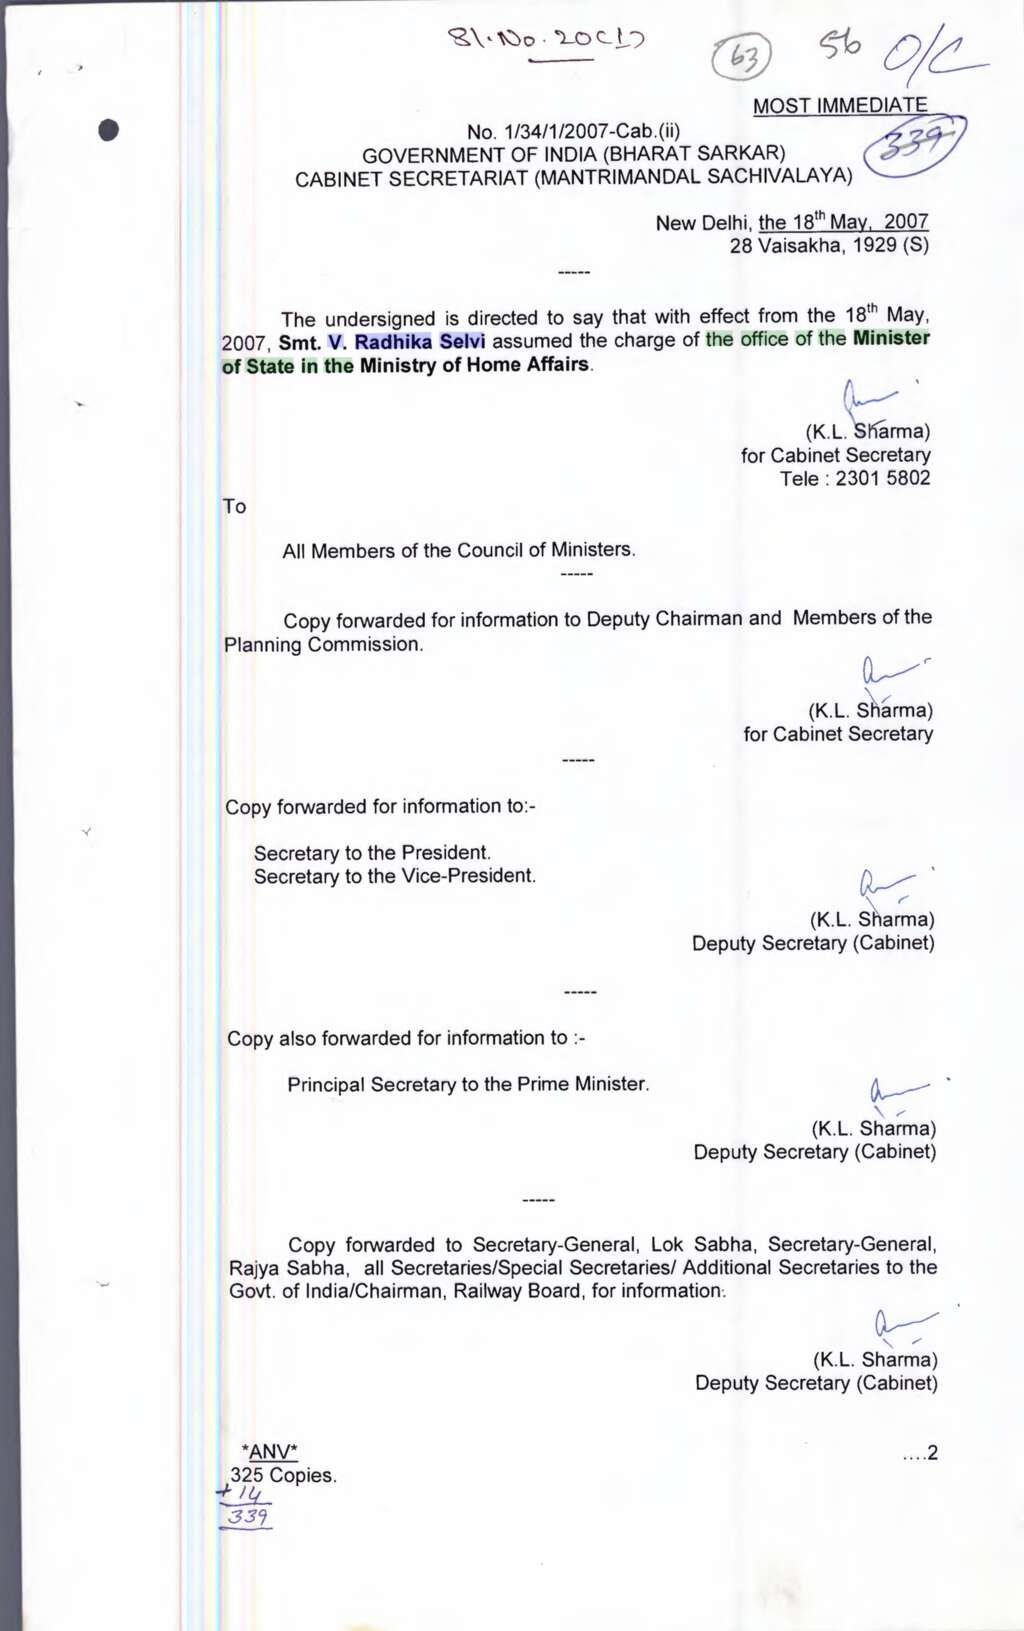 Sl.No.20(1)
63
56
O/C
MOST IMMEDIATE
339
No. 1/34/1/2007-Cab.(ii)
GOVERNMENT OF INDIA (BHARAT SARKAR)
CABINET SECRETARIAT (MANTRIMANDAL SACHIVALAYA)
New Delhi, the 18th May, 2007
28 Vaisakha, 1929 (S)
-----
The undersigned is directed to say that with effect from the 18th May,
2007, Smt. V. Radhika Selvi assumed the charge of the office of the Minister
of State in the Ministry of Home Affairs.
(K.L. Sharma)
for Cabinet Secretary
Tele : 2301 5802
To
All Members of the Council of Ministers.
-----
Copy forwarded for information to Deputy Chairman and Members of the
Planning Commission.
(K.L. Sharma)
for Cabinet Secretary
-----
Copy forwarded for information to:-
Secretary to the President.
Secretary to the Vice-President.
(K.L. Sharma)
Deputy Secretary (Cabinet)
-----
Copy also forwarded for information to :-
Principal Secretary to the Prime Minister.
(K.L. Sharma)
Deputy Secretary (Cabinet)
-----
Copy forwarded to Secretary-General, Lok Sabha, Secretary-General,
Rajya Sabha, all Secretaries/Special Secretaries/ Additional Secretaries to the
Govt. of India/Chairman, Railway Board, for information.
(K.L. Sharma)
Deputy Secretary (Cabinet)
*ANV*
....2
325 Copies.
+ 14
339